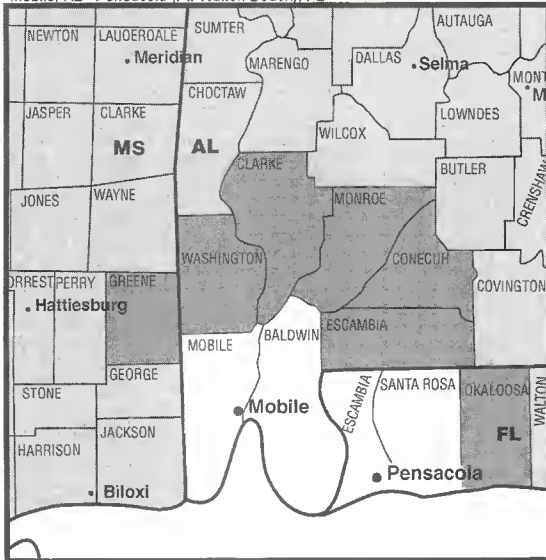 SUMTER
AUTAUGA
NEWTON
LAUDERDALE
DALLAS
Meridian
MARENGO
Selma
MONT
CHOCTAW
M
JASPER
CLARKE
LOWNDES
WILCOX
MS
AL
CLARKE
BUTLER
JONES
WAYNE
MONROE
CRENSHAW
WASHINGTON
CONECUH
ORREST
PERRY
GREENE
COVINGTON
Hattiesburg
ESCAMBIA
MOBILE
BALDWIN
GEORGE
SANTA ROSA
OKALOOSA
STONE
ESCAMBIA
WALTON
Mobile
JACKSON
FL
HARRISON
Pensacola
Biloxi